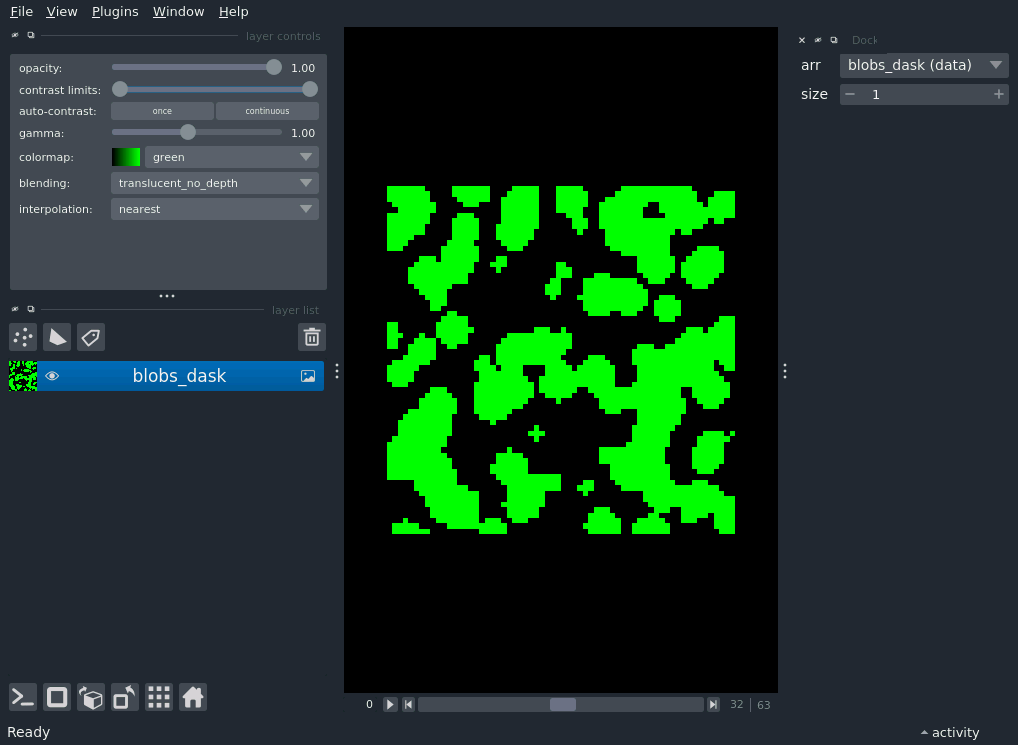 File View Plugins Window Help
layer controls
opacity: 1.00
contrast limits:
auto-contrast: once continuous
gamma: 1.00
colormap: green
blending: translucent_no_depth
interpolation: nearest
layer list
blobs_dask
Dock
arr blobs_dask (data)
size 1
0 32 | 63
Ready
activity